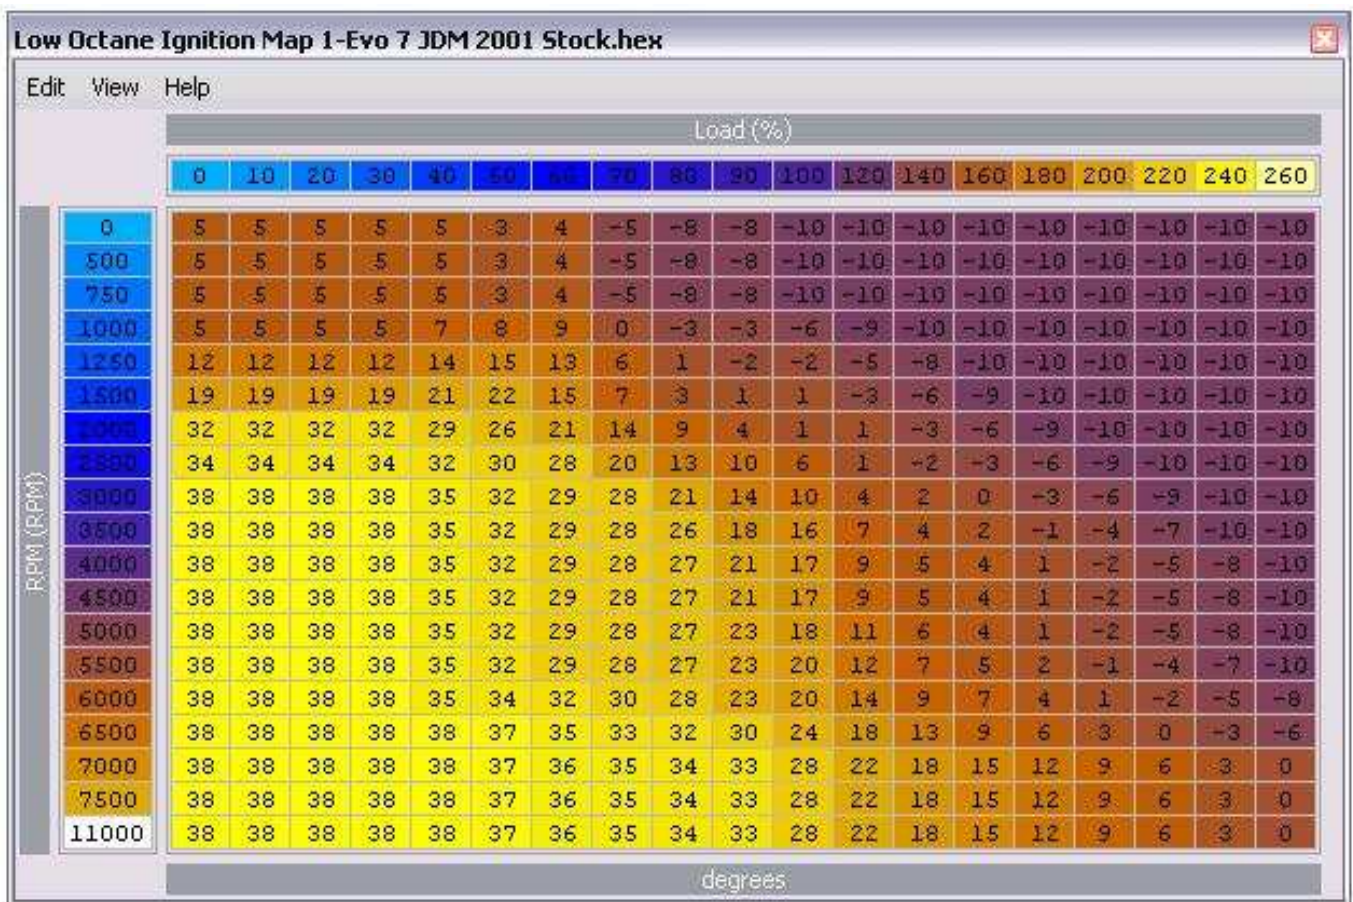 Low Octane Ignition Map 1-Evo 7 JDM 2001 Stock.hex
Edit View Help
Load (%)
0 10 20 30 40 50 60 70 80 90 100 120 140 160 180 200 220 240 260
RPM (RPM)
0 5 5 5 5 5 3 4 -5 -8 -8 -10 -10 -10 -10 -10 -10 -10 -10 -10
500 5 5 5 5 5 3 4 -5 -8 -8 -10 -10 -10 -10 -10 -10 -10 -10 -10
750 5 5 5 5 5 3 4 -5 -8 -8 -10 -10 -10 -10 -10 -10 -10 -10 -10
1000 5 5 5 5 7 8 9 0 -3 -3 -6 -9 -10 -10 -10 -10 -10 -10 -10
1250 12 12 12 12 14 15 13 6 1 -2 -2 -5 -8 -10 -10 -10 -10 -10 -10
1500 19 19 19 19 21 22 15 7 3 1 1 -3 -6 -9 -10 -10 -10 -10 -10
2000 32 32 32 32 29 26 21 14 9 4 1 1 -3 -6 -9 -10 -10 -10 -10
2500 34 34 34 34 32 30 28 20 13 10 6 1 -2 -3 -6 -9 -10 -10 -10
3000 38 38 38 38 35 32 29 28 21 14 10 4 2 0 -3 -6 -9 -10 -10
3500 38 38 38 38 35 32 29 28 26 18 16 7 4 2 -1 -4 -7 -10 -10
4000 38 38 38 38 35 32 29 28 27 21 17 9 5 4 1 -2 -5 -8 -10
4500 38 38 38 38 35 32 29 28 27 21 17 9 5 4 1 -2 -5 -8 -10
5000 38 38 38 38 35 32 29 28 27 23 18 11 6 4 1 -2 -5 -8 -10
5500 38 38 38 38 35 32 29 28 27 23 20 12 7 5 2 -1 -4 -7 -10
6000 38 38 38 38 35 34 32 30 28 23 20 14 9 7 4 1 -2 -5 -8
6500 38 38 38 38 38 37 35 33 32 30 24 18 13 9 6 3 0 -3 -6
7000 38 38 38 38 38 37 36 35 34 33 28 22 18 15 12 9 6 3 0
7500 38 38 38 38 38 37 36 35 34 33 28 22 18 15 12 9 6 3 0
11000 38 38 38 38 38 37 36 35 34 33 28 22 18 15 12 9 6 3 0
degrees